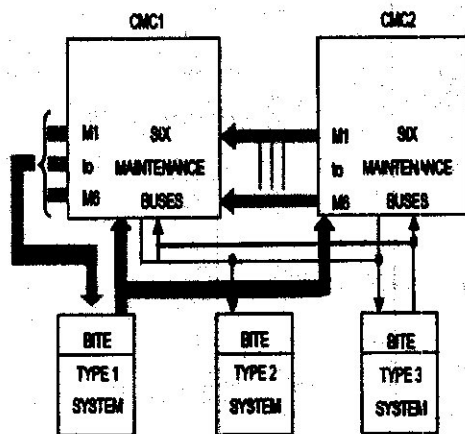 CMC1
CMC2
M1
to
M6
SIX
MAINTENANCE
BUSES
M1
to
M6
SIX
MAINTENANCE
BUSES
BITE
TYPE 1
SYSTEM
BITE
TYPE 2
SYSTEM
BITE
TYPE 3
SYSTEM